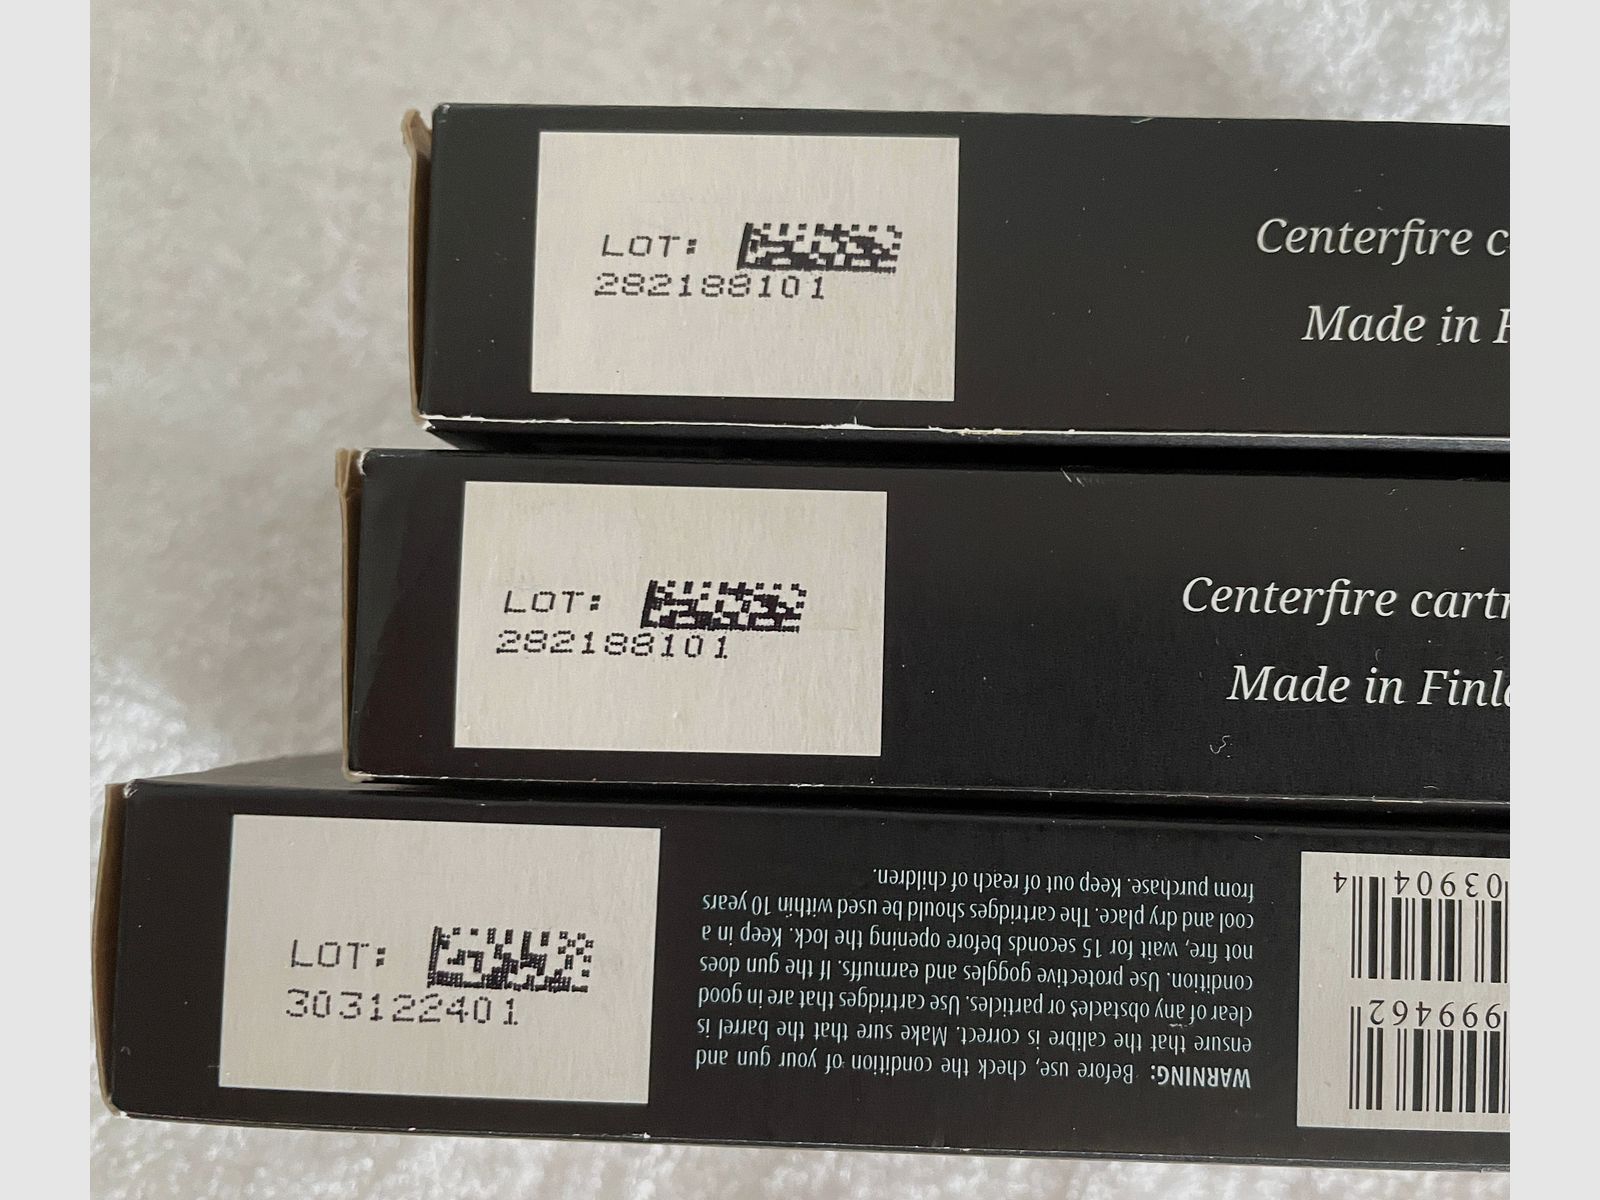 LOT:
282188101
Centerfire
Made in
LOT:
282188101
Centerfire
Made in
LOT:
303122401
WARNING: Before use, check the condition of your gun and
ensure that the calibre is correct. Make sure that the barrel is
clear of any obstacles or particles. Use cartridges that are in good
condition. Use protective goggles and earmuffs. If the gun does
not fire, wait for 15 seconds before opening the lock. Keep in a
cool and dry place. The cartridges should be used within 10 years
from purchase. Keep out of reach of children.
999462
03904 4